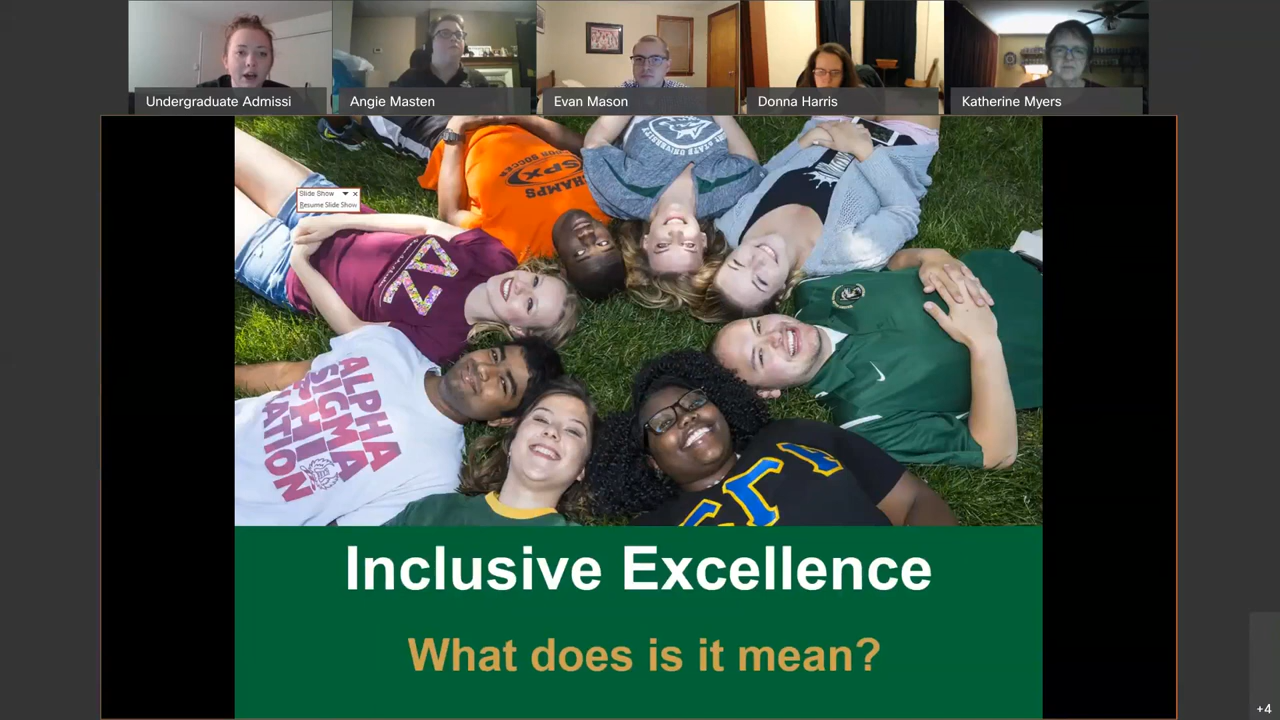 Undergraduate Admissi
Angie Masten
Evan Mason
Donna Harris
Katherine Myers
Slide Show
Resume Slide Show
SPX
CHAMPS
ALPHA
SIGMA
PHI
NATION
Inclusive Excellence
What does is it mean?
+4